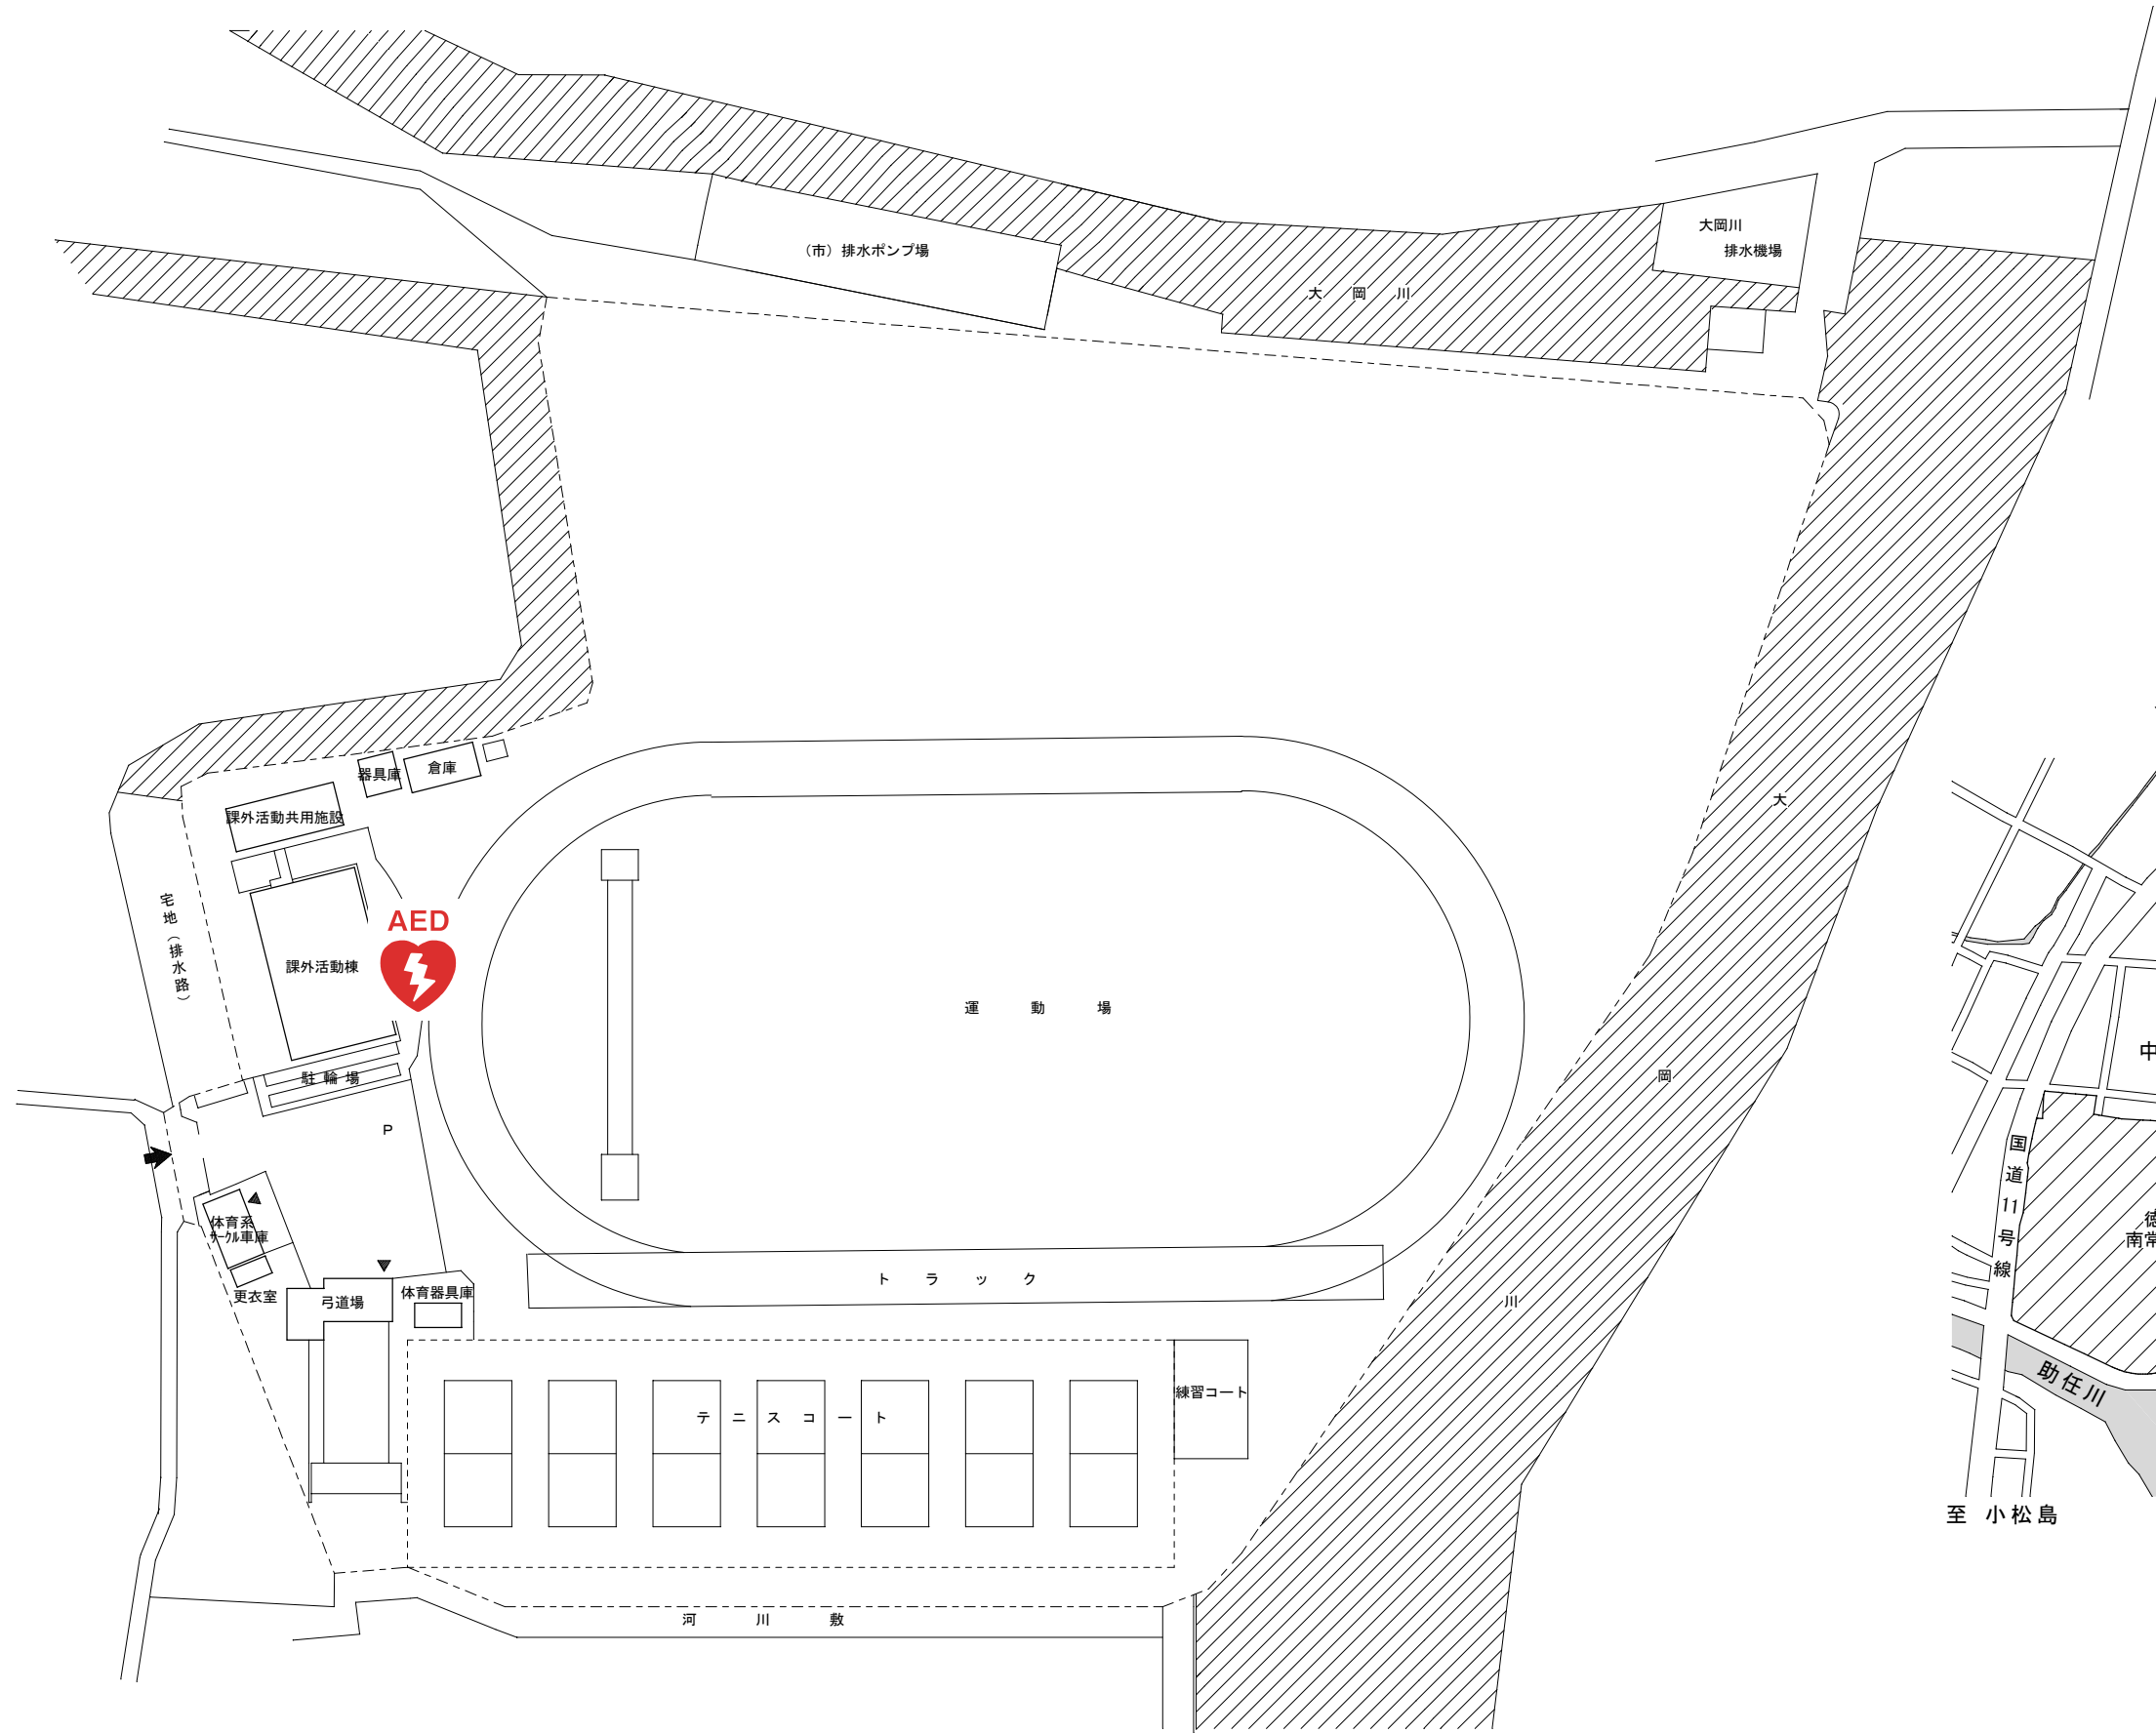 (市)排水ポンプ場
大岡川
排水機場
大岡川
器具庫
倉庫
課外活動共用施設
宅地(排水路)
AED
課外活動棟
運動場
大岡川
駐輪場
P
体育系
サークル車庫
更衣室
弓道場
体育器具庫
トラック
テニスコート
練習コート
河川敷
中
国道11号線
徳
南常
助任川
至 小松島